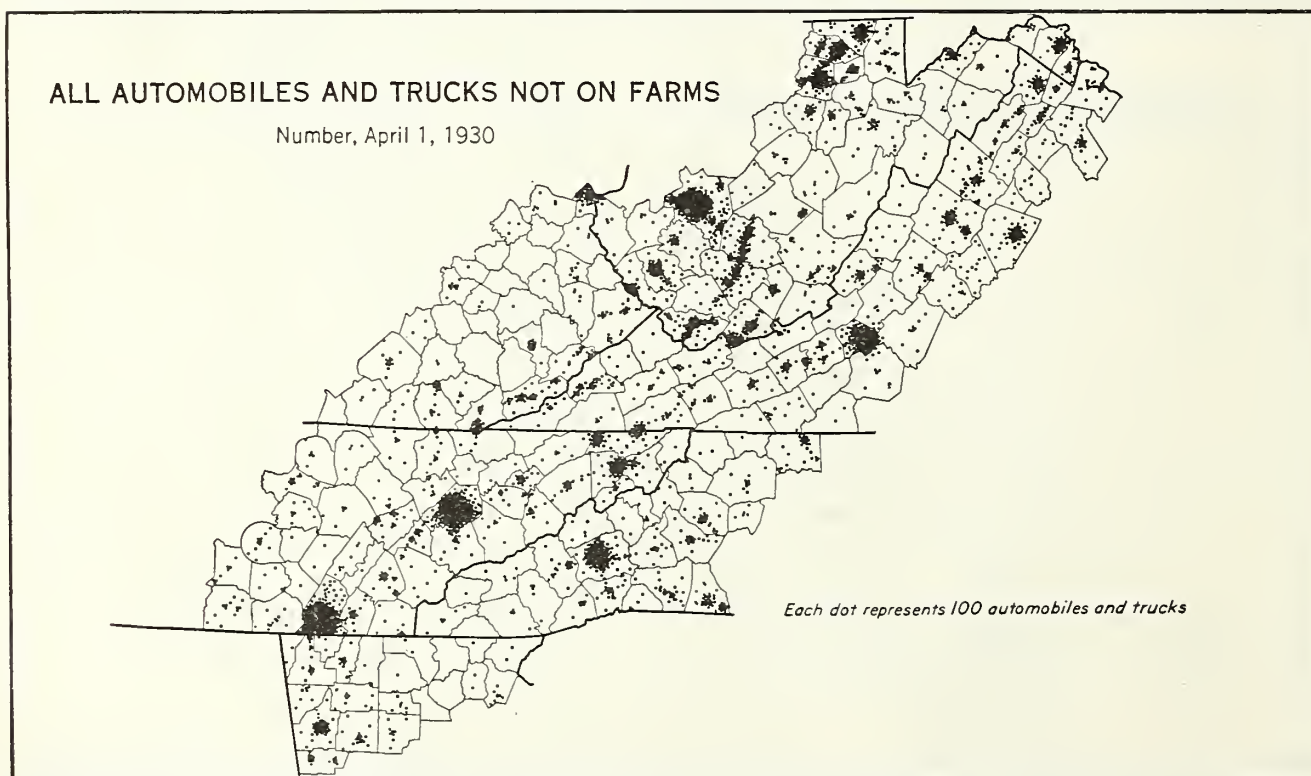 ALL AUTOMOBILES AND TRUCKS NOT ON FARMS
Number, April 1, 1930
Each dot represents 100 automobiles and trucks